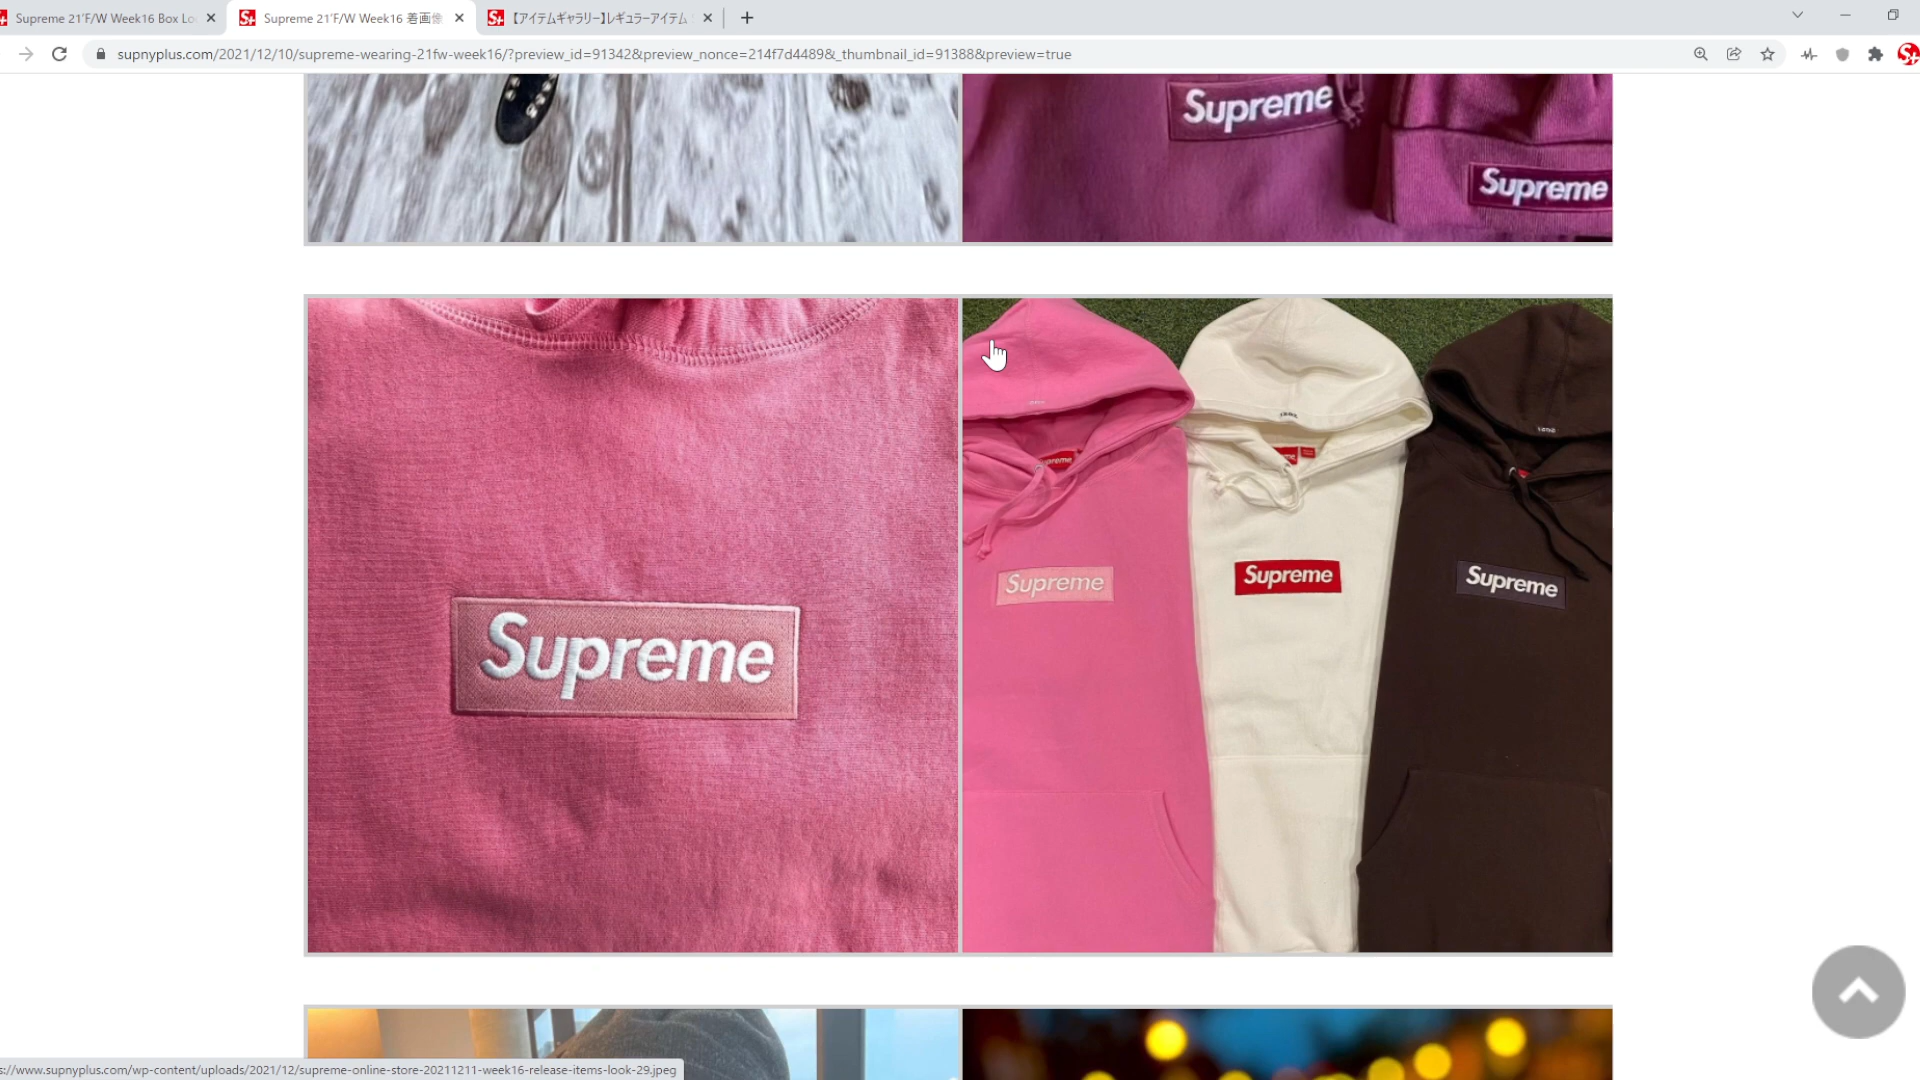 Supreme 21'F/W Week16 Box Lo
Supreme 21'F/W Week16 着画像
【アイテムギャラリー】レギュラーアイテム
supnyplus.com/2021/12/10/supreme-wearing-21fw-week16/?preview_id=91342&preview_nonce=214f7d4489&_thumbnail_id=91388&preview=true
Supreme
Supreme
Supreme
Supreme
Supreme
Supreme
s://www.supnyplus.com/wp-content/uploads/2021/12/supreme-online-store-20211211-week16-release-items-look-29.jpeg